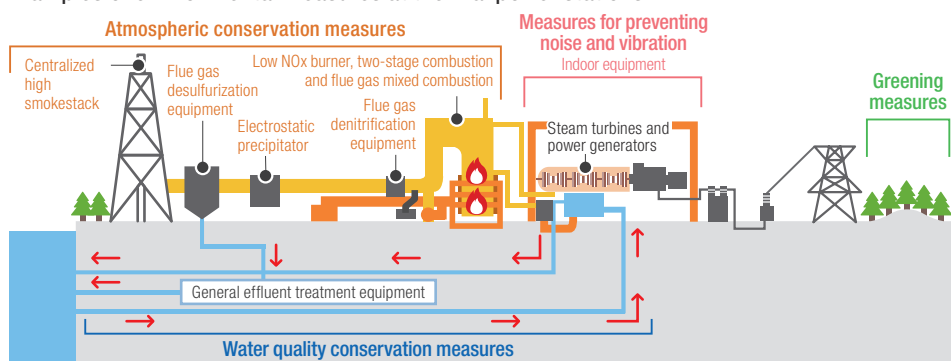 Atmospheric conservation measures
Measures for preventing
noise and vibration
Indoor equipment
Greening
measures
Centralized
high
smokestack
Flue gas
desulfurization
equipment
Electrostatic
precipitator
Low NOx burner, two-stage combustion
and flue gas mixed combustion
Flue gas
denitrification
equipment
Steam turbines and
power generators
General effluent treatment equipment
Water quality conservation measures